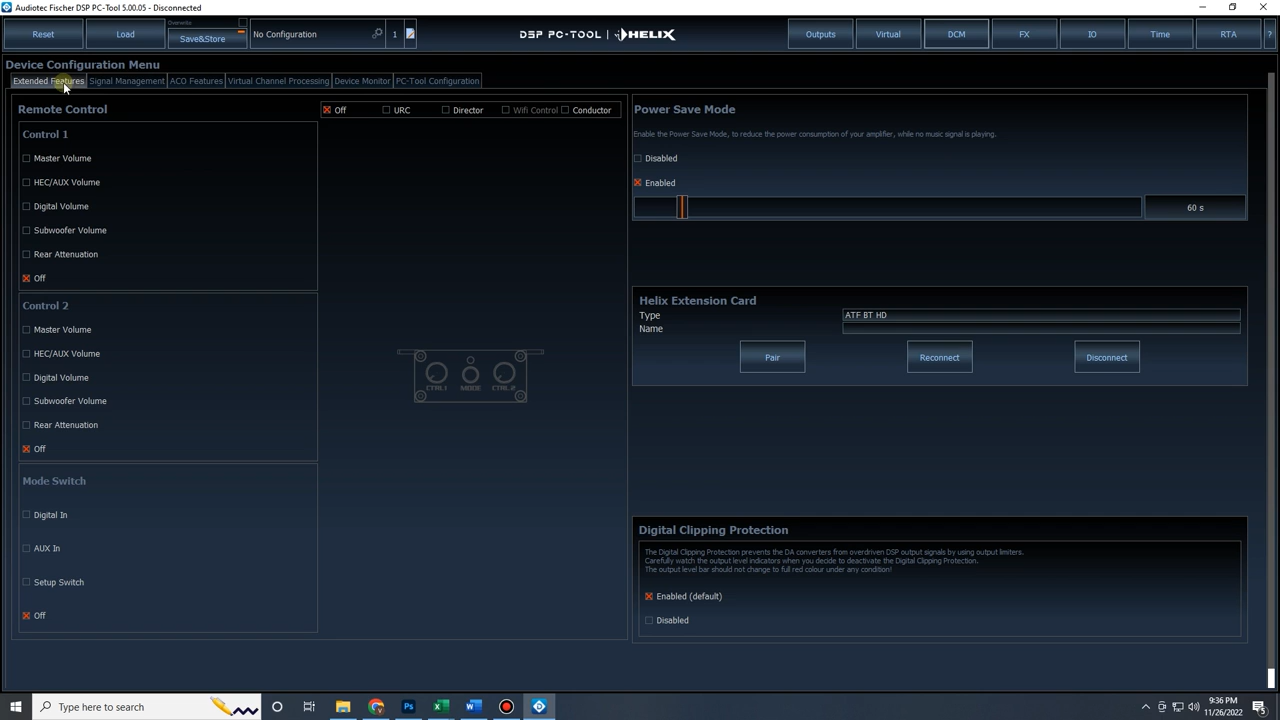 Audiotec Fischer DSP PC-Tool 5.00.05 - Disconnected
Reset
Load
Overwrite
Save&Store
No Configuration
1
DSP PC-TOOL HELIX
Outputs
Virtual
DCM
FX
IO
Time
RTA
?
Device Configuration Menu
Extended Features
Signal Management
ACO Features
Virtual Channel Processing
Device Monitor
PC-Tool Configuration
Remote Control
Off
URC
Director
Wifi Control
Conductor
Control 1
Master Volume
HEC/AUX Volume
Digital Volume
Subwoofer Volume
Rear Attenuation
Off
Control 2
Master Volume
HEC/AUX Volume
Digital Volume
Subwoofer Volume
Rear Attenuation
Off
CTRL1 MODE CTRL2
Mode Switch
Digital In
AUX In
Setup Switch
Off
Power Save Mode
Enable the Power Save Mode, to reduce the power consumption of your amplifier, while no music signal is playing.
Disabled
Enabled
60 s
Helix Extension Card
Type ATF BT HD
Name
Pair
Reconnect
Disconnect
Digital Clipping Protection
The Digital Clipping Protection prevents the DA converters from overdriven DSP output signals by using output limiters.
Carefully watch the output level indicators when you decide to deactivate the Digital Clipping Protection.
The output level bar should not change to full red colour under any condition!
Enabled (default)
Disabled
Type here to search
9:36 PM
11/26/2022
5